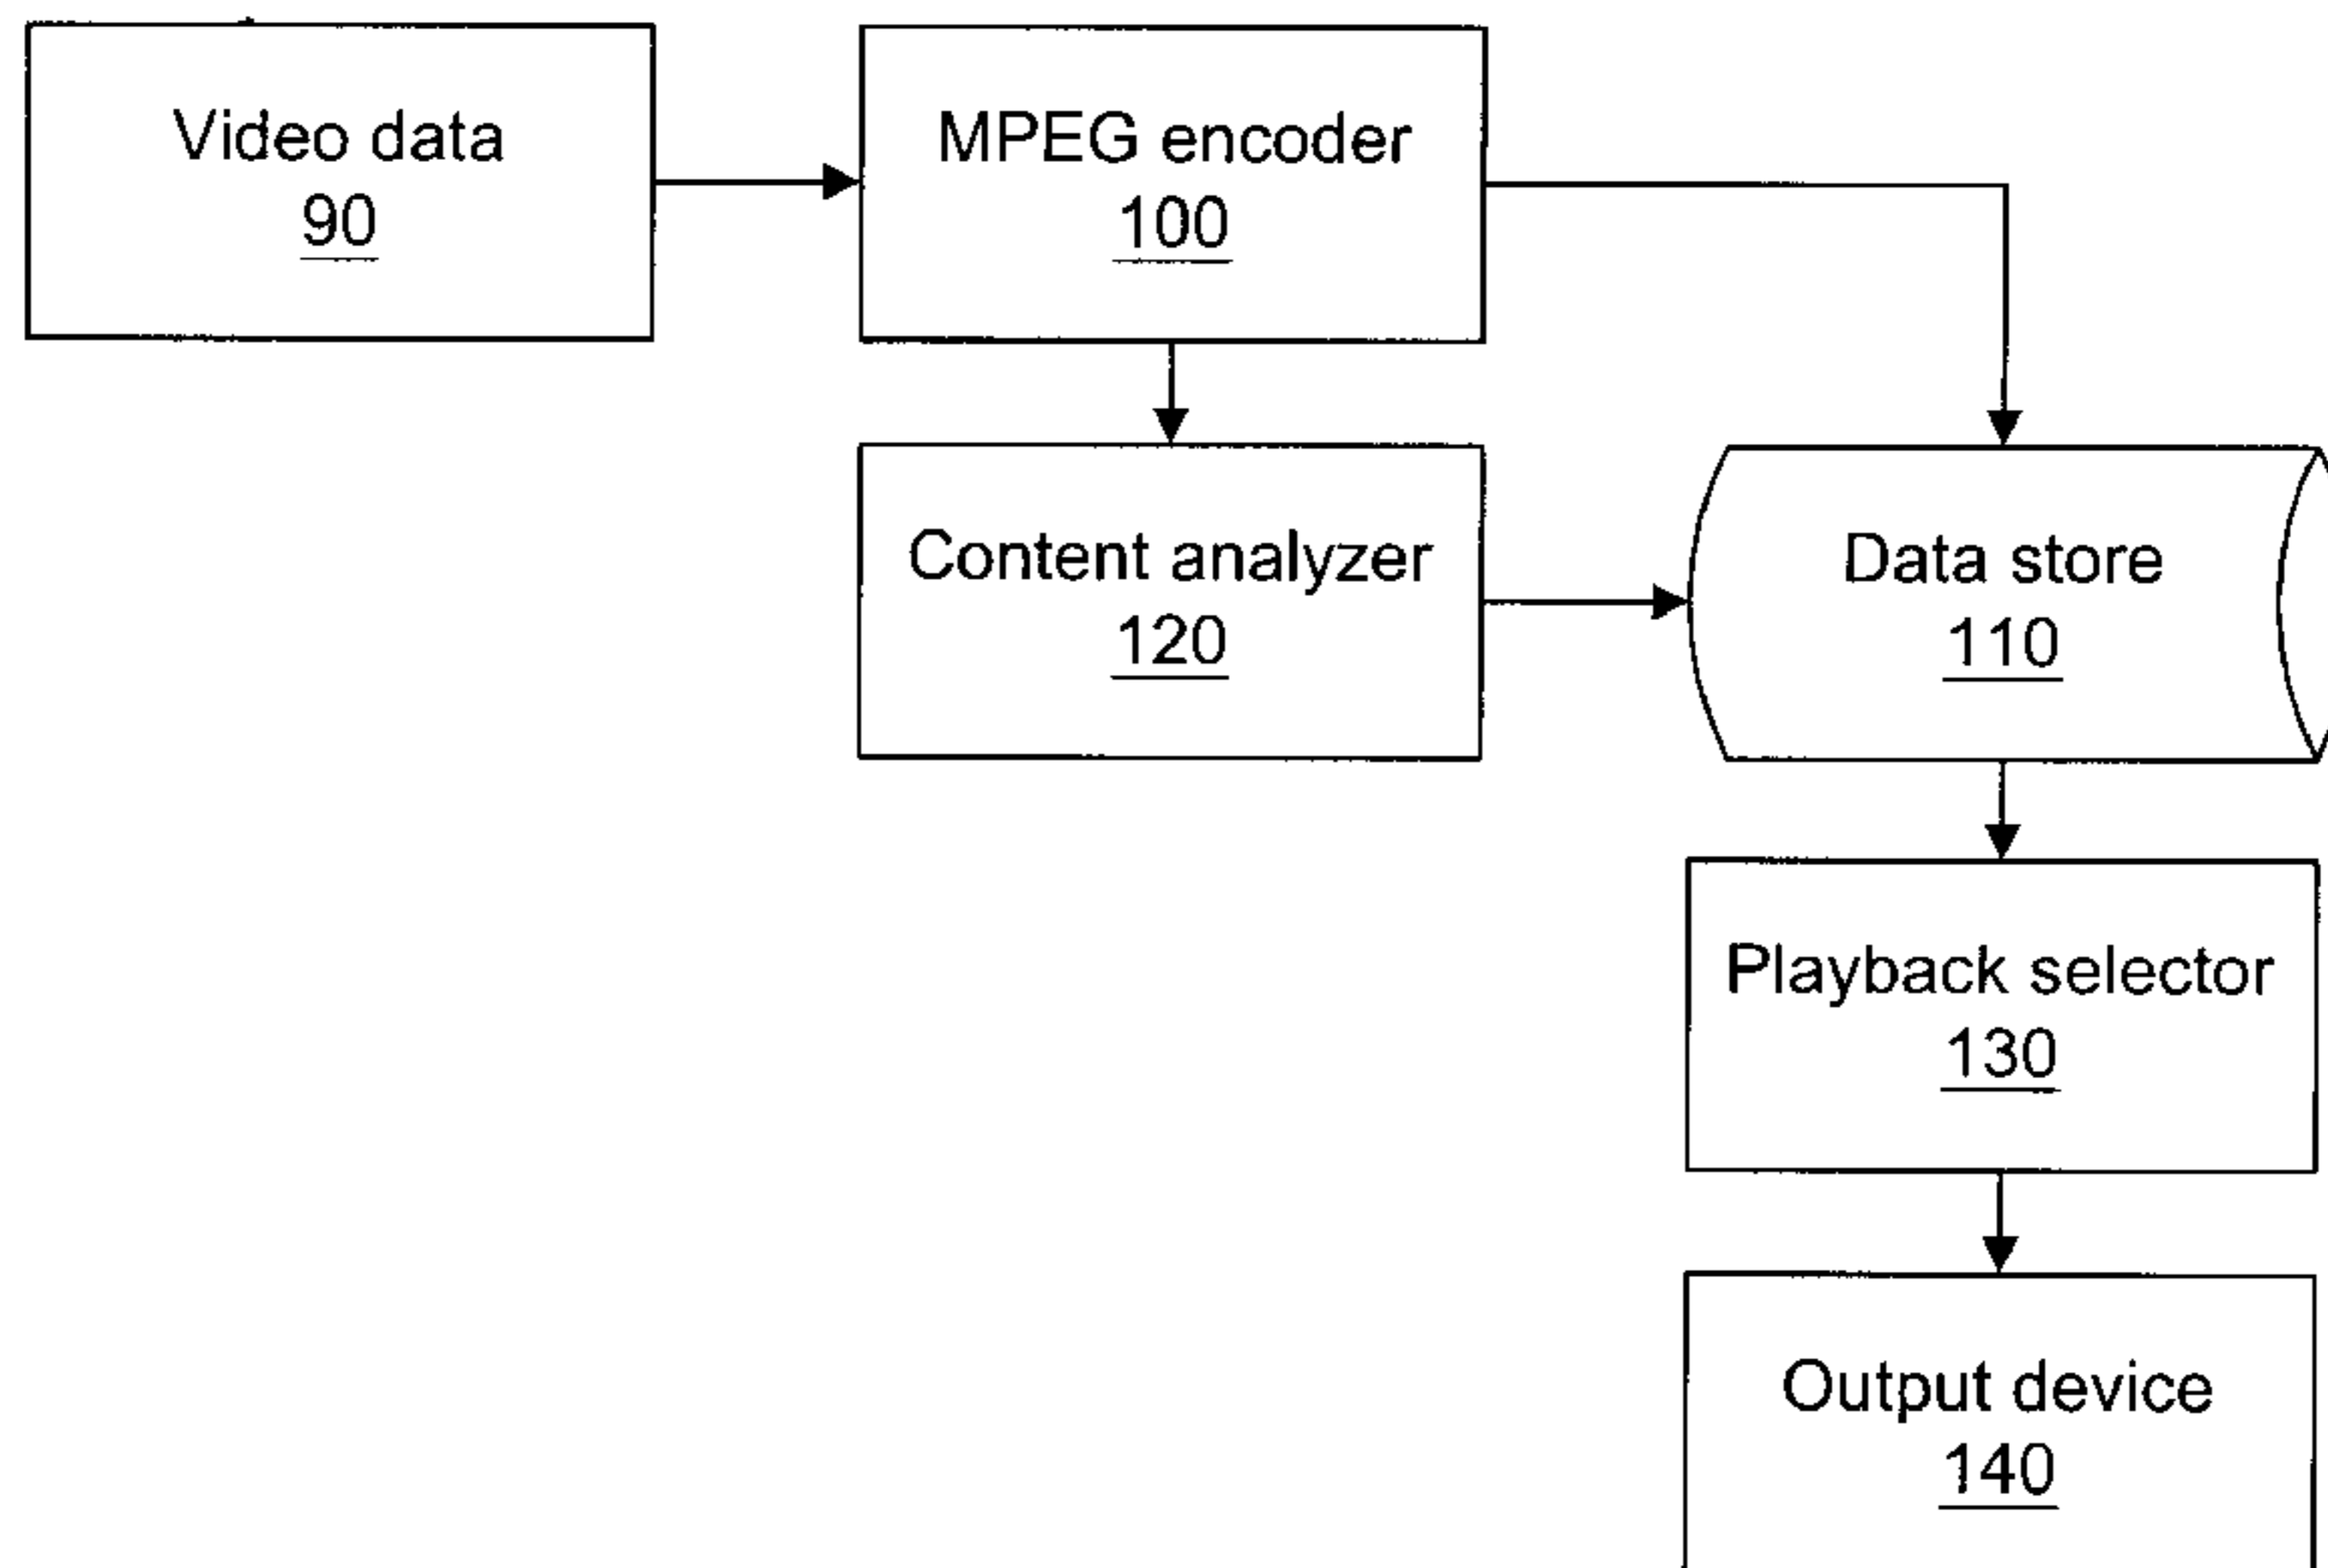 Video data
90
MPEG encoder
100
Content analyzer
120
Data store
110
Playback selector
130
Output device
140